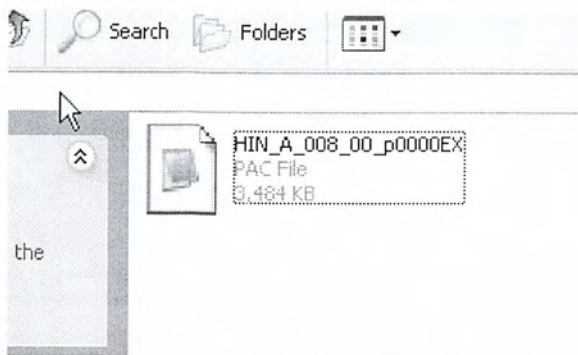 Search
Folders
HIN_A_008_00_p0000EX
PAC File
3,484 KB
the